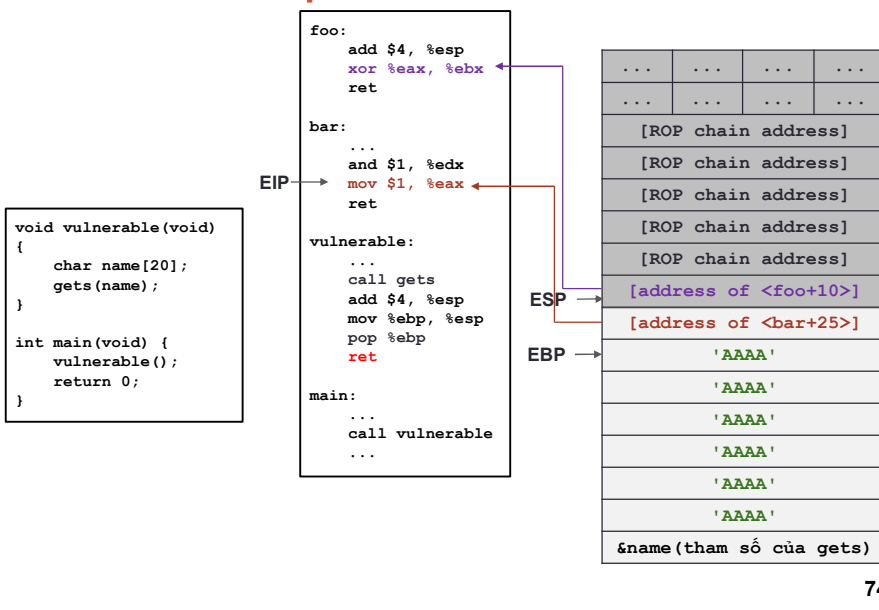 void vulnerable(void)
{
    char name[20];
    gets(name);
}
int main(void) {
    vulnerable();
    return 0;
}
EIP
foo:
    add $4, %esp
    xor %eax, %ebx
    ret
bar:
    ...
    and $1, %edx
    mov $1, %eax
    ret
vulnerable:
    ...
    call gets
    add $4, %esp
    mov %ebp, %esp
    pop %ebp
    ret
main:
    ...
    call vulnerable
    ...
ESP
EBP
... ... ... ...
... ... ... ...
[ROP chain address]
[ROP chain address]
[ROP chain address]
[ROP chain address]
[ROP chain address]
[address of <foo+10>]
[address of <bar+25>]
'AAAA'
'AAAA'
'AAAA'
'AAAA'
'AAAA'
'AAAA'
&name(tham số của gets)